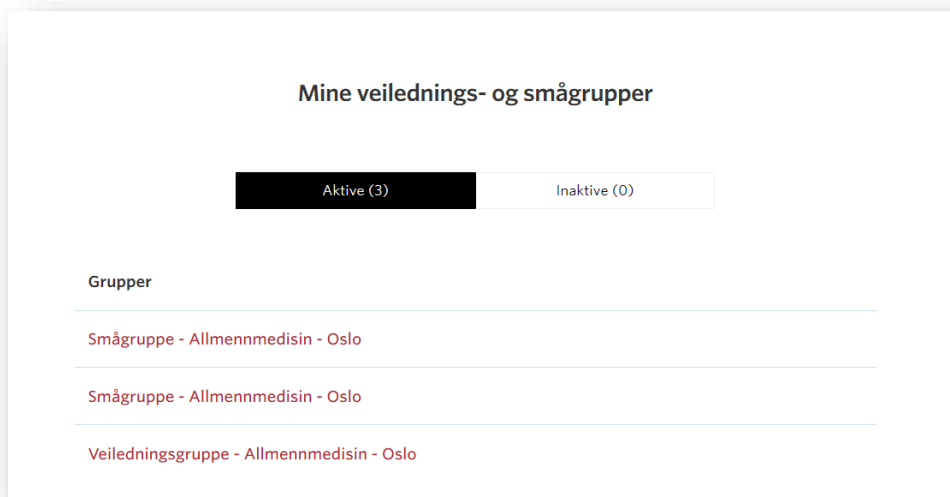 Mine veilednings- og smågrupper
Aktive (3)
Inaktive (0)
Grupper
Smågruppe - Allmennmedisin - Oslo
Smågruppe - Allmennmedisin - Oslo
Veiledningsgruppe - Allmennmedisin - Oslo